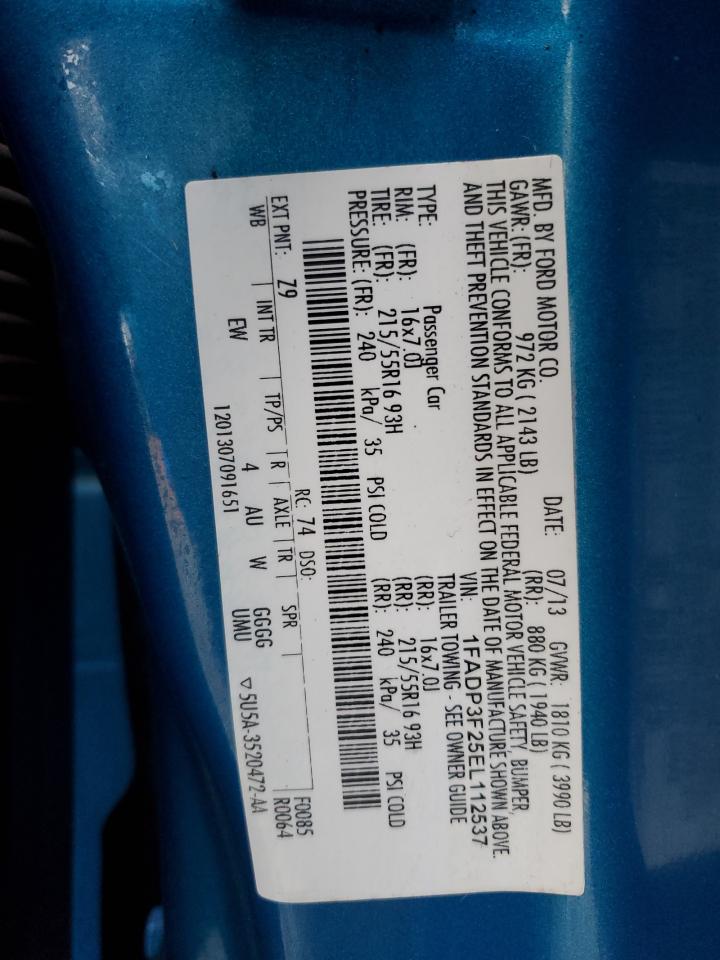 MFD. BY FORD MOTOR CO. DATE: 07/13 GVWR: 1810 KG ( 3990 LB)
GAWR: (FR): 972 KG ( 2143 LB) (RR): 880 KG ( 1940 LB)
THIS VEHICLE CONFORMS TO ALL APPLICABLE FEDERAL MOTOR VEHICLE SAFETY, BUMPER,
AND THEFT PREVENTION STANDARDS IN EFFECT ON THE DATE OF MANUFACTURE SHOWN ABOVE.
VIN: 1FADP3F25EL112537
TYPE: Passenger Car TRAILER TOWING - SEE OWNER GUIDE
RIM: (FR): 16x7.0J (RR): 16x7.0J
TIRE: (FR): 215/55R16 93H (RR): 215/55R16 93H
PRESSURE: (FR): 240 kPa/ 35 PSI COLD (RR): 240 kPa/ 35 PSI COLD
F0085
EXT PNT: Z9 RC: 74 DSO: R0064
WB | INT TR | TP/PS | R | AXLE | TR | SPR
EW 4 AU W GGGG
UMU
1201307091651 ▽ 5U5A-3520472-AA